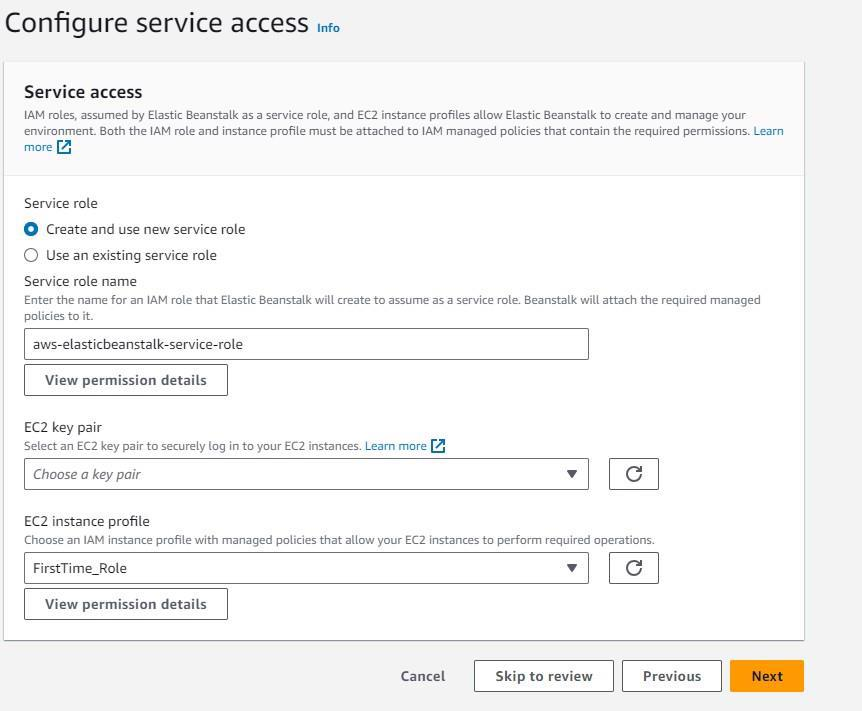 Configure service access Info
Service access
IAM roles, assumed by Elastic Beanstalk as a service role, and EC2 instance profiles allow Elastic Beanstalk to create and manage your
environment. Both the IAM role and instance profile must be attached to IAM managed policies that contain the required permissions. Learn
more
Service role
Create and use new service role
Use an existing service role
Service role name
Enter the name for an IAM role that Elastic Beanstalk will create to assume as a service role. Beanstalk will attach the required managed
policies to it.
aws-elasticbeanstalk-service-role
View permission details
EC2 key pair
Select an EC2 key pair to securely log in to your EC2 instances. Learn more
Choose a key pair
EC2 instance profile
Choose an IAM instance profile with managed policies that allow your EC2 instances to perform required operations.
FirstTime_Role
View permission details
Cancel Skip to review Previous Next